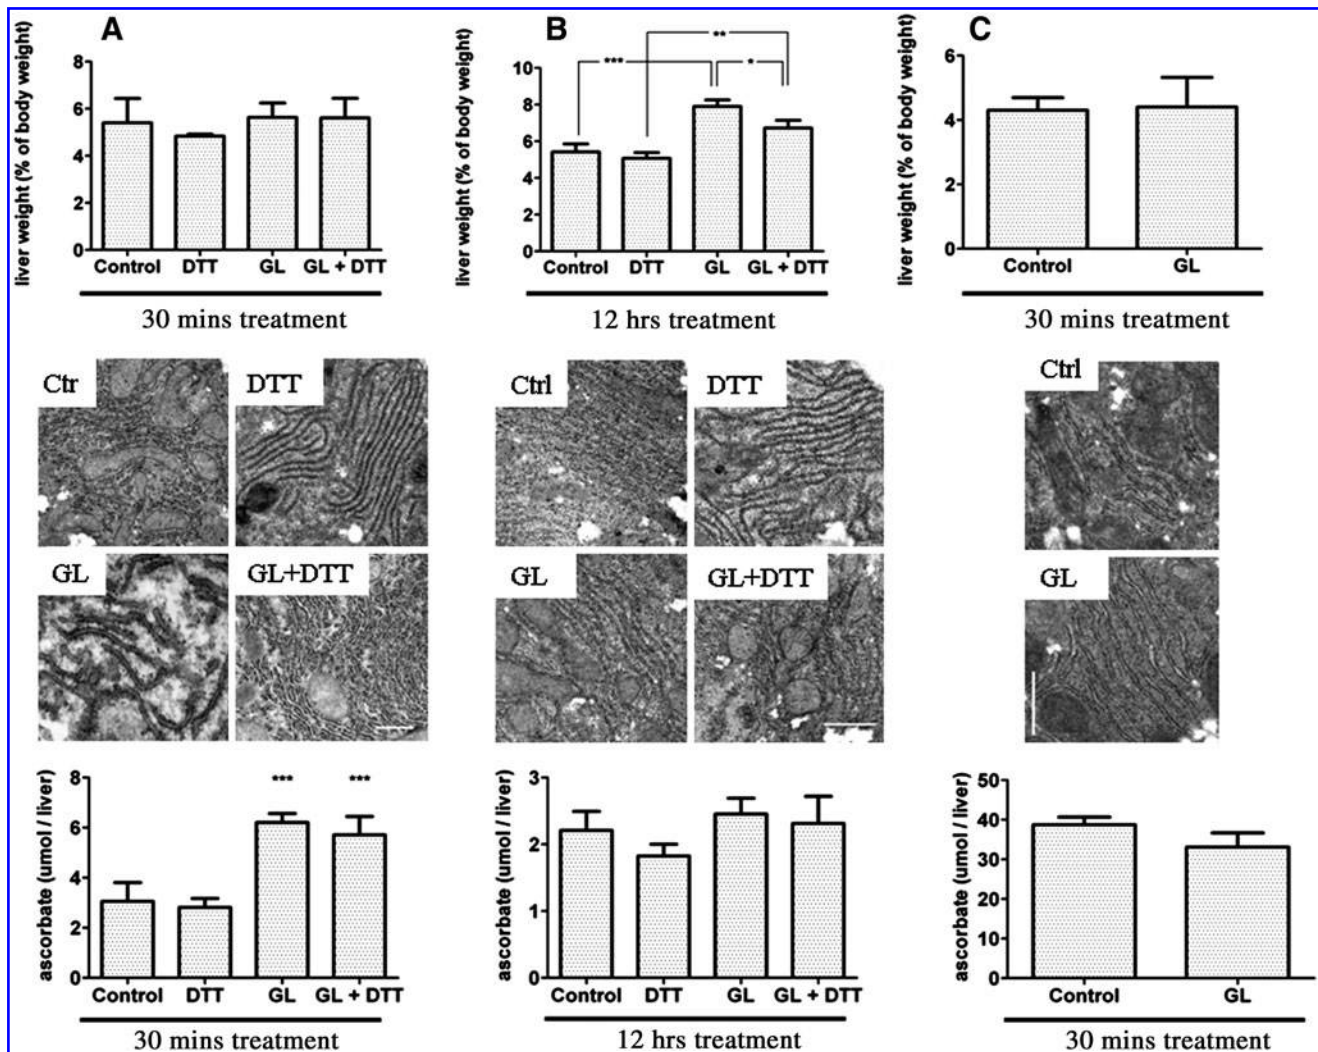 A
liver weight (% of body weight)
8
6
4
2
0
Control DTT GL GL + DTT
30 mins treatment
B
liver weight (% of body weight)
10
8
6
4
2
0
***
**
*
Control DTT GL GL + DTT
12 hrs treatment
C
liver weight (% of body weight)
6
4
2
0
Control GL
30 mins treatment
Ctr DTT
GL GL+DTT
Ctrl DTT
GL GL+DTT
Ctrl
GL
ascorbate (umol / liver)
8
6
4
2
0
*** ***
Control DTT GL GL + DTT
30 mins treatment
ascorbate (umol / liver)
3
2
1
0
Control DTT GL GL + DTT
12 hrs treatment
ascorbate (umol / liver)
50
40
30
20
10
0
Control GL
30 mins treatment